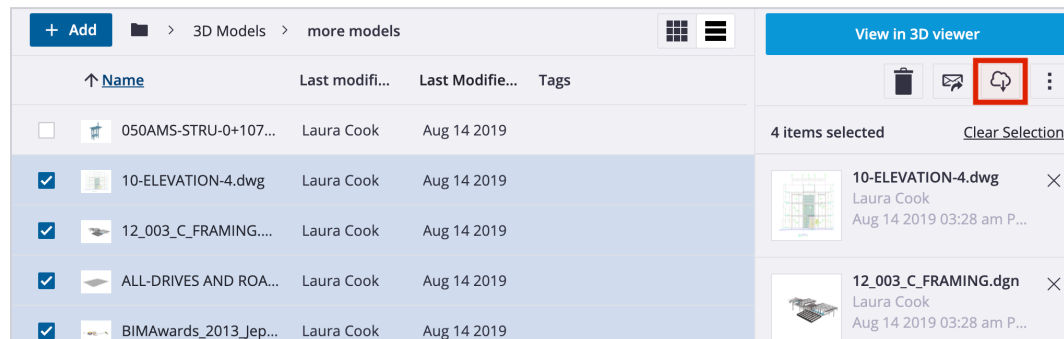 + Add > 3D Models > more models
View in 3D viewer
↑ Name Last modifi... Last Modifie... Tags
050AMS-STRU-0+107... Laura Cook Aug 14 2019
10-ELEVATION-4.dwg Laura Cook Aug 14 2019
12_003_C_FRAMING.... Laura Cook Aug 14 2019
ALL-DRIVES AND ROA... Laura Cook Aug 14 2019
BIMAwards_2013_Jep... Laura Cook Aug 14 2019
4 items selected Clear Selection
10-ELEVATION-4.dwg
Laura Cook
Aug 14 2019 03:28 am P...
12_003_C_FRAMING.dgn
Laura Cook
Aug 14 2019 03:28 am P...